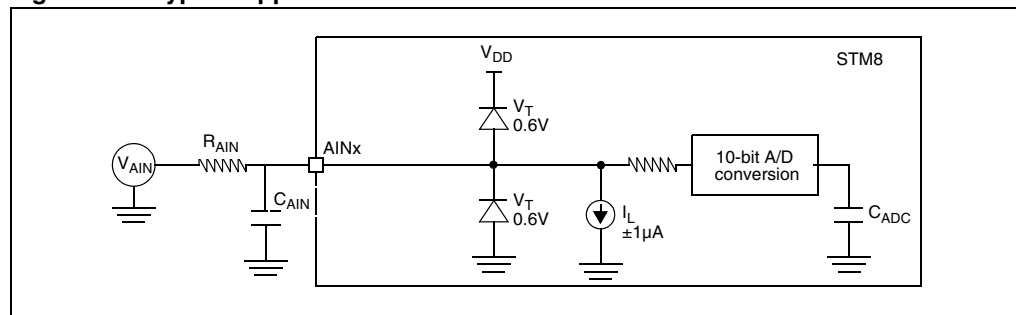 STM8
V_DD
V_T
0.6V
R_AIN
AINx
V_AIN
10-bit A/D
conversion
C_AIN
V_T
0.6V
I_L
±1µA
C_ADC